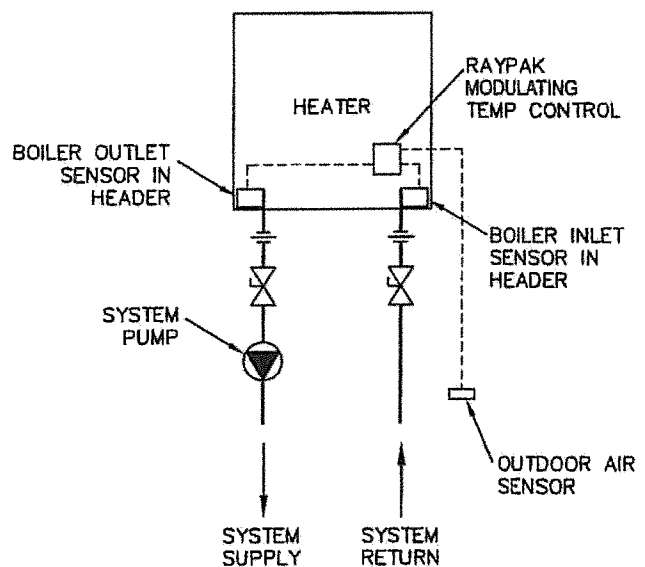 HEATER
RAYPAK
MODULATING
TEMP CONTROL
BOILER OUTLET
SENSOR IN
HEADER
BOILER INLET
SENSOR IN
HEADER
SYSTEM
PUMP
OUTDOOR AIR
SENSOR
SYSTEM
SUPPLY
SYSTEM
RETURN